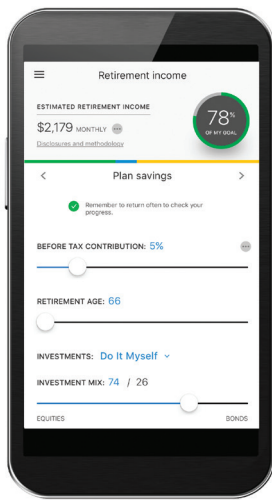 Retirement income
ESTIMATED RETIREMENT INCOME
$2,179 MONTHLY
Disclosures and methodology
78%
OF MY GOAL
Plan savings
Remember to return often to check your
progress.
BEFORE TAX CONTRIBUTION: 5%
RETIREMENT AGE: 66
INVESTMENTS: Do It Myself
INVESTMENT MIX: 74 / 26
EQUITIES BONDS